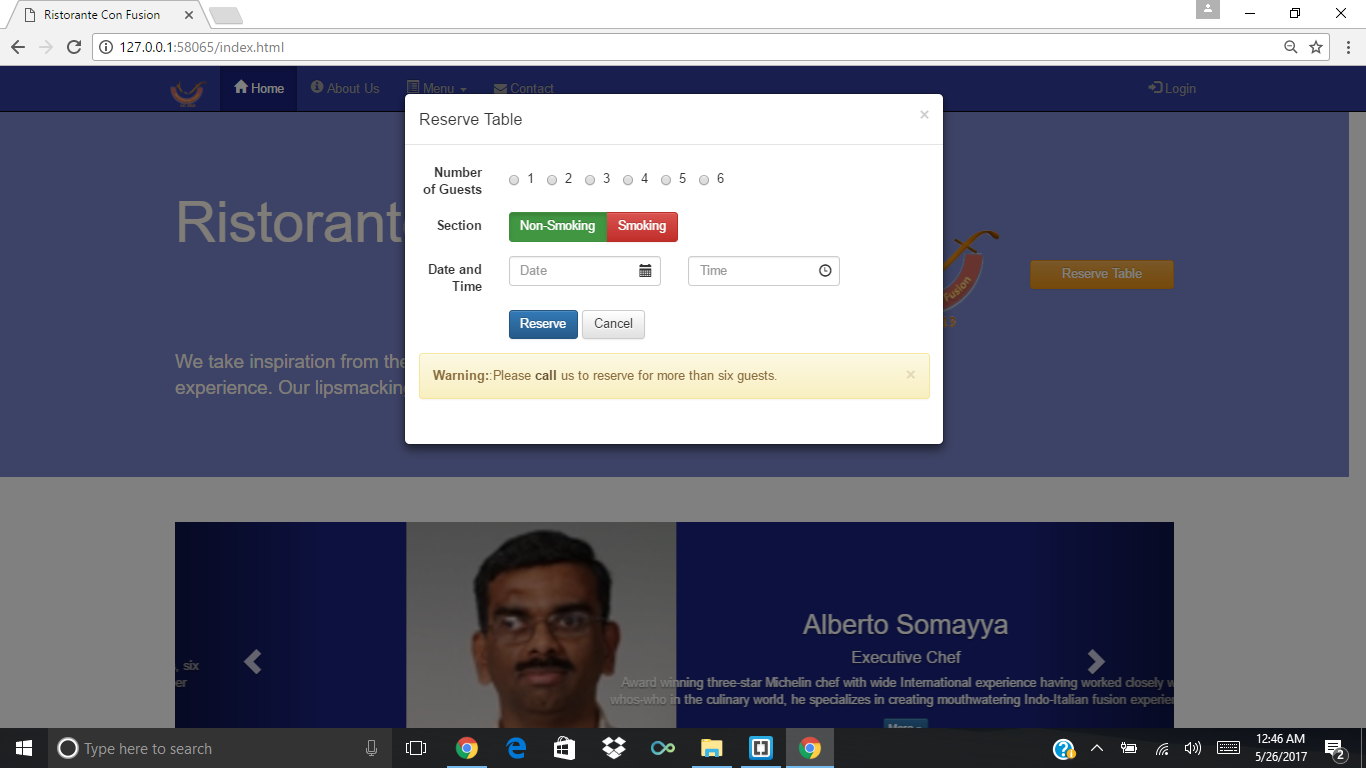 Ristorante Con Fusion
127.0.0.1:58065/index.html
Home About Us Menu Contact Login
Reserve Table
×
Number of Guests
1 2 3 4 5 6
Section
Non-Smoking Smoking
Date and Time
Date Time
Reserve Cancel
Warning::Please call us to reserve for more than six guests. ×
Ristorante
Fusion
Reserve Table
We take inspiration from the
experience. Our lipsmacking
, six
er
Alberto Somayya
Executive Chef
Award winning three-star Michelin chef with wide International experience having worked closely w
whos-who in the culinary world, he specializes in creating mouthwatering Indo-Italian fusion experien
More
Type here to search
12:46 AM
5/26/2017
2